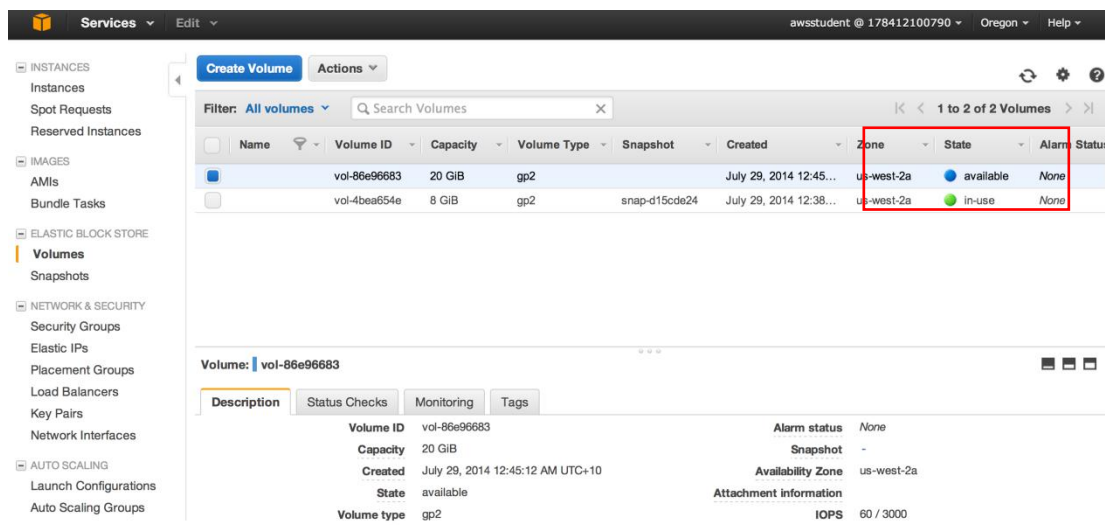 Services Edit awsstudent @ 178412100790 Oregon Help
INSTANCES
Instances
Spot Requests
Reserved Instances
IMAGES
AMIs
Bundle Tasks
ELASTIC BLOCK STORE
Volumes
Snapshots
NETWORK & SECURITY
Security Groups
Elastic IPs
Placement Groups
Load Balancers
Key Pairs
Network Interfaces
AUTO SCALING
Launch Configurations
Auto Scaling Groups
Create Volume Actions
Filter: All volumes Search Volumes 1 to 2 of 2 Volumes
Name Volume ID Capacity Volume Type Snapshot Created Zone State Alarm Status
vol-86e96683 20 GiB gp2 July 29, 2014 12:45... us-west-2a available None
vol-4bea654e 8 GiB gp2 snap-d15cde24 July 29, 2014 12:38... us-west-2a in-use None
Volume: vol-86e96683
Description Status Checks Monitoring Tags
Volume ID vol-86e96683 Alarm status None
Capacity 20 GiB Snapshot -
Created July 29, 2014 12:45:12 AM UTC+10 Availability Zone us-west-2a
State available Attachment information
Volume type gp2 IOPS 60 / 3000